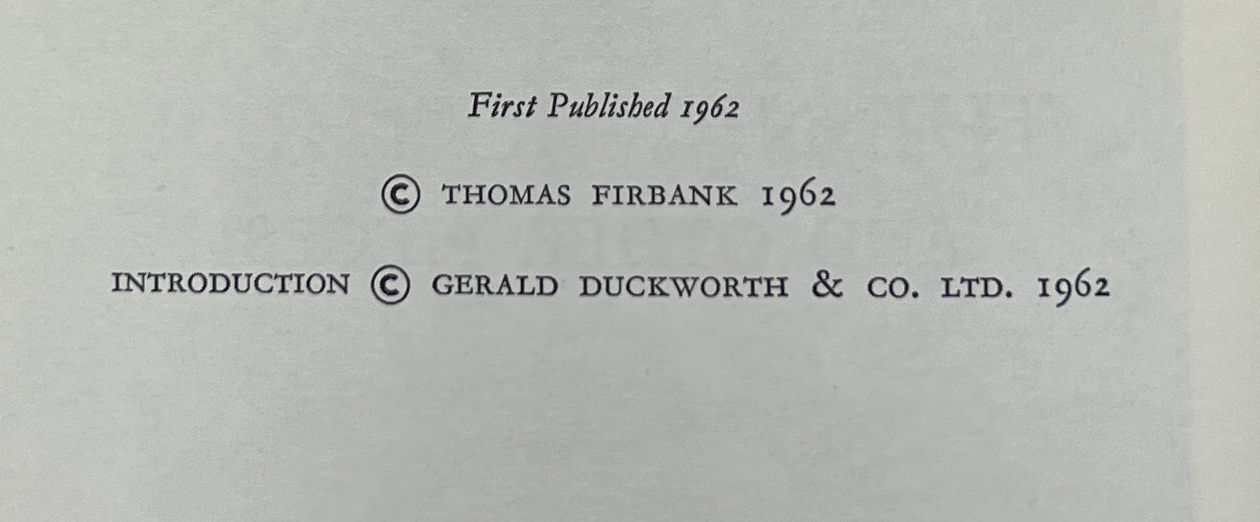 First Published 1962
© THOMAS FIRBANK 1962
INTRODUCTION © GERALD DUCKWORTH & CO. LTD. 1962